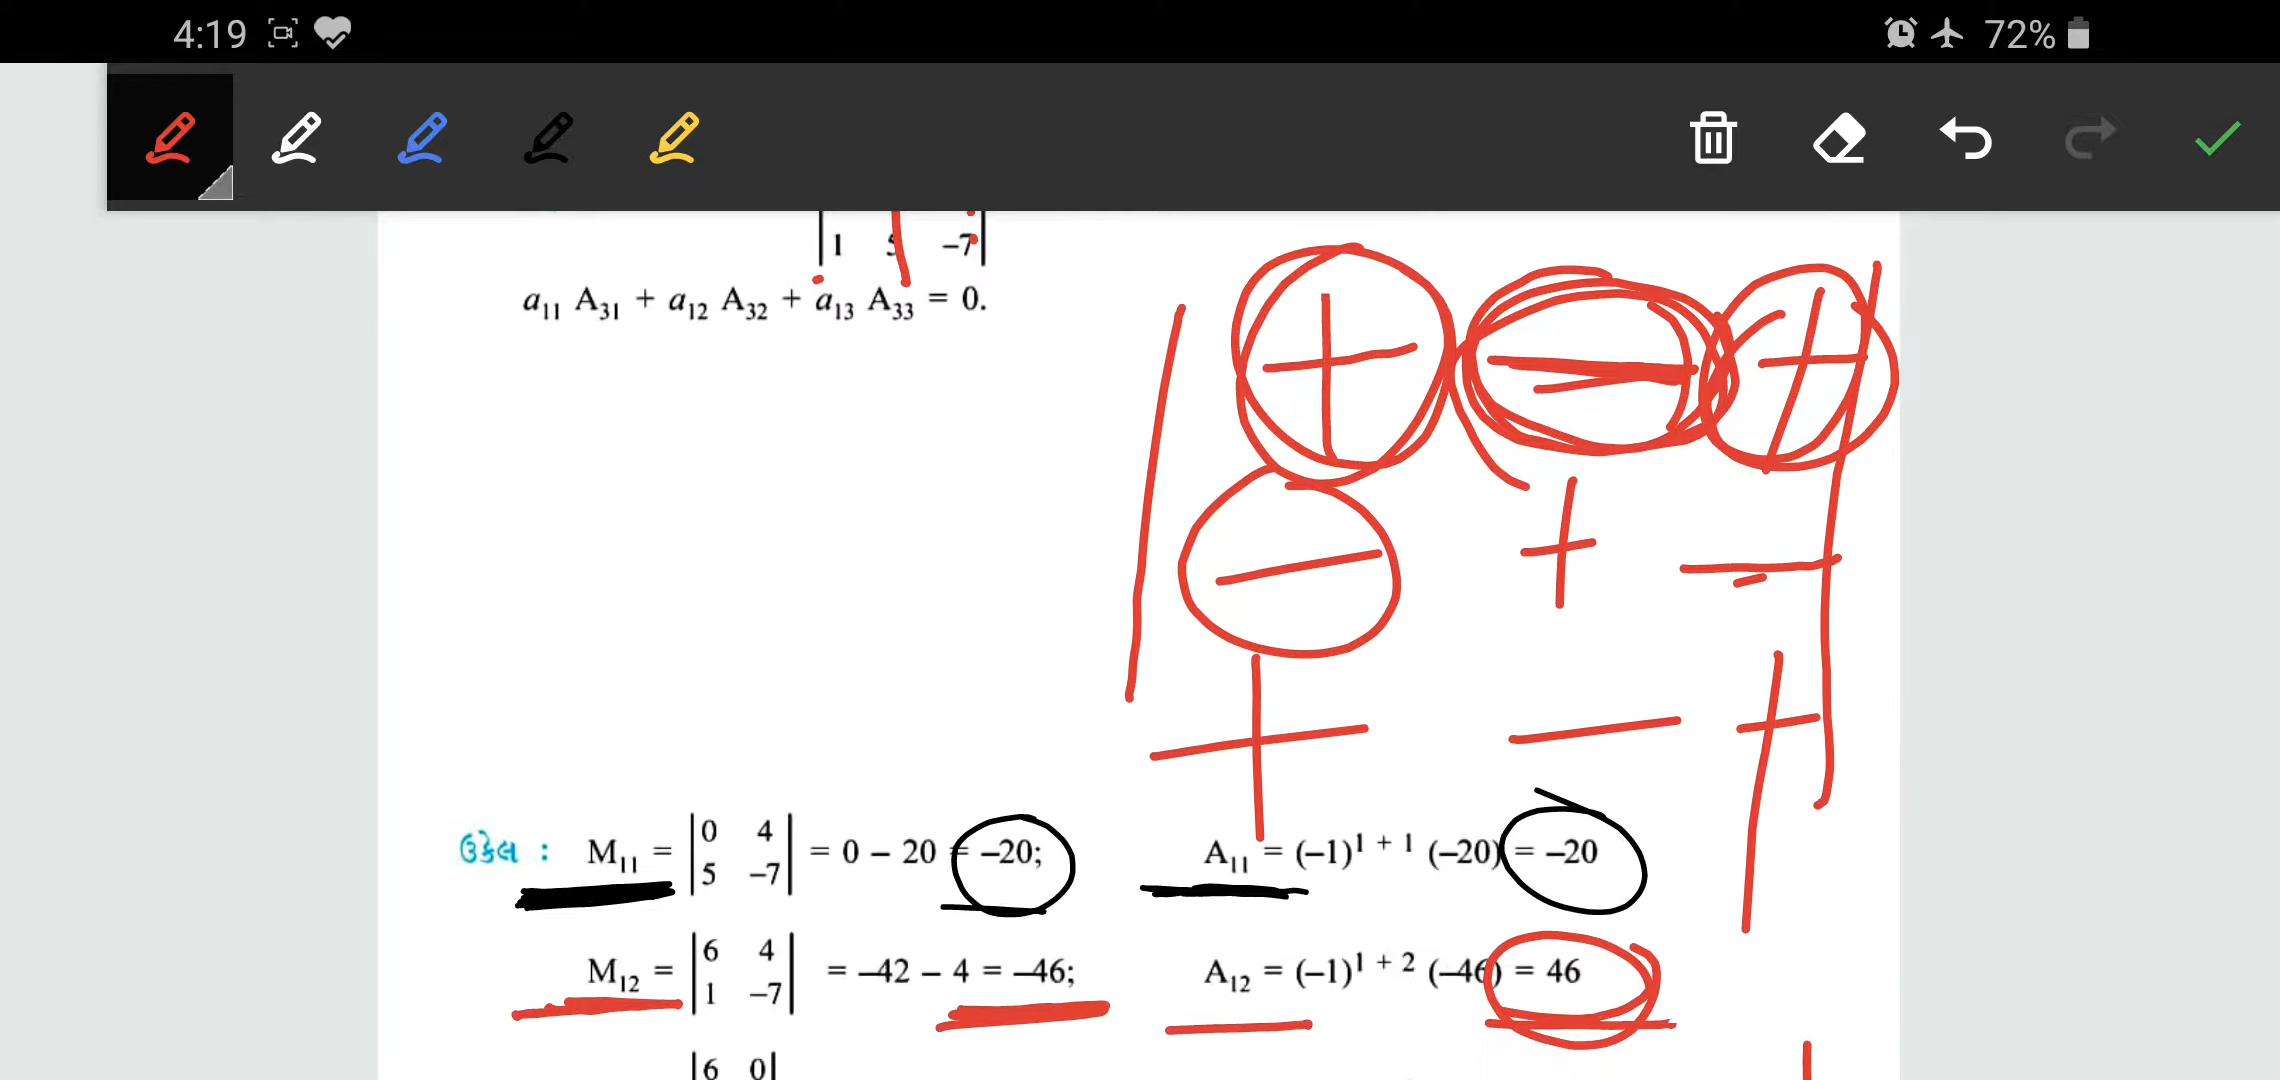 4:19 72%
1 5 –7
a11 A31 + a12 A32 + a13 A33 = 0.
+ – +
– + –
+ – +
ઉકેલ : M11 = |0 4| = 0 – 20 = –20; A11 = (–1)1 + 1 (–20) = –20
|5 –7|
M12 = |6 4| = –42 – 4 = –46; A12 = (–1)1 + 2 (–46) = 46
|1 –7|
|6 0|